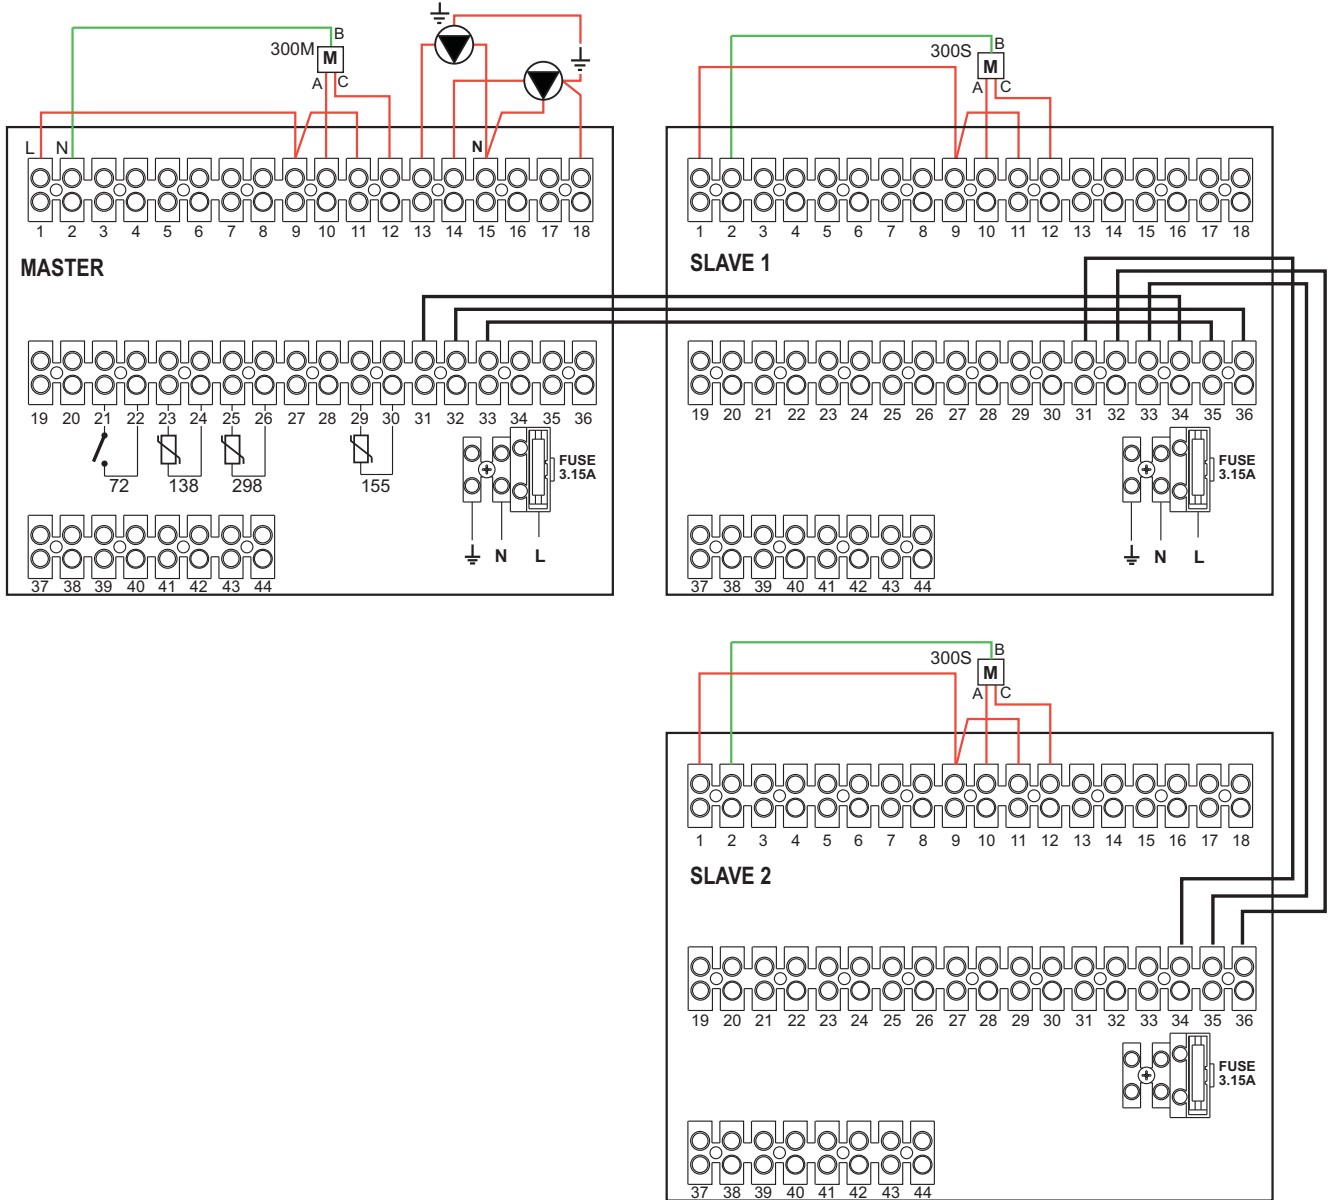 B
300M M
A C
L N N
1 2 3 4 5 6 7 8 9 10 11 12 13 14 15 16 17 18
MASTER
19 20 21 22 23 24 25 26 27 28 29 30 31 32 33 34 35 36
72 138 298 155
FUSE
3.15A
N L
37 38 39 40 41 42 43 44
B
300S M
A C
1 2 3 4 5 6 7 8 9 10 11 12 13 14 15 16 17 18
SLAVE 1
19 20 21 22 23 24 25 26 27 28 29 30 31 32 33 34 35 36
FUSE
3.15A
N L
37 38 39 40 41 42 43 44
B
300S M
A C
1 2 3 4 5 6 7 8 9 10 11 12 13 14 15 16 17 18
SLAVE 2
19 20 21 22 23 24 25 26 27 28 29 30 31 32 33 34 35 36
FUSE
3.15A
37 38 39 40 41 42 43 44